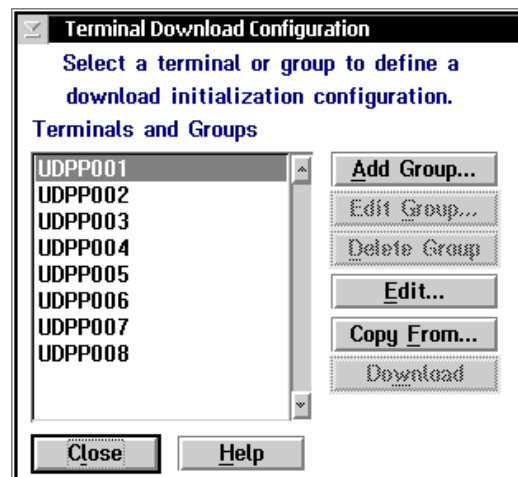 Terminal Download Configuration
Select a terminal or group to define a
download initialization configuration.
Terminals and Groups
UDPP001
UDPP002
UDPP003
UDPP004
UDPP005
UDPP006
UDPP007
UDPP008
Add Group...
Edit Group...
Delete Group
Edit...
Copy From...
Download
Close
Help